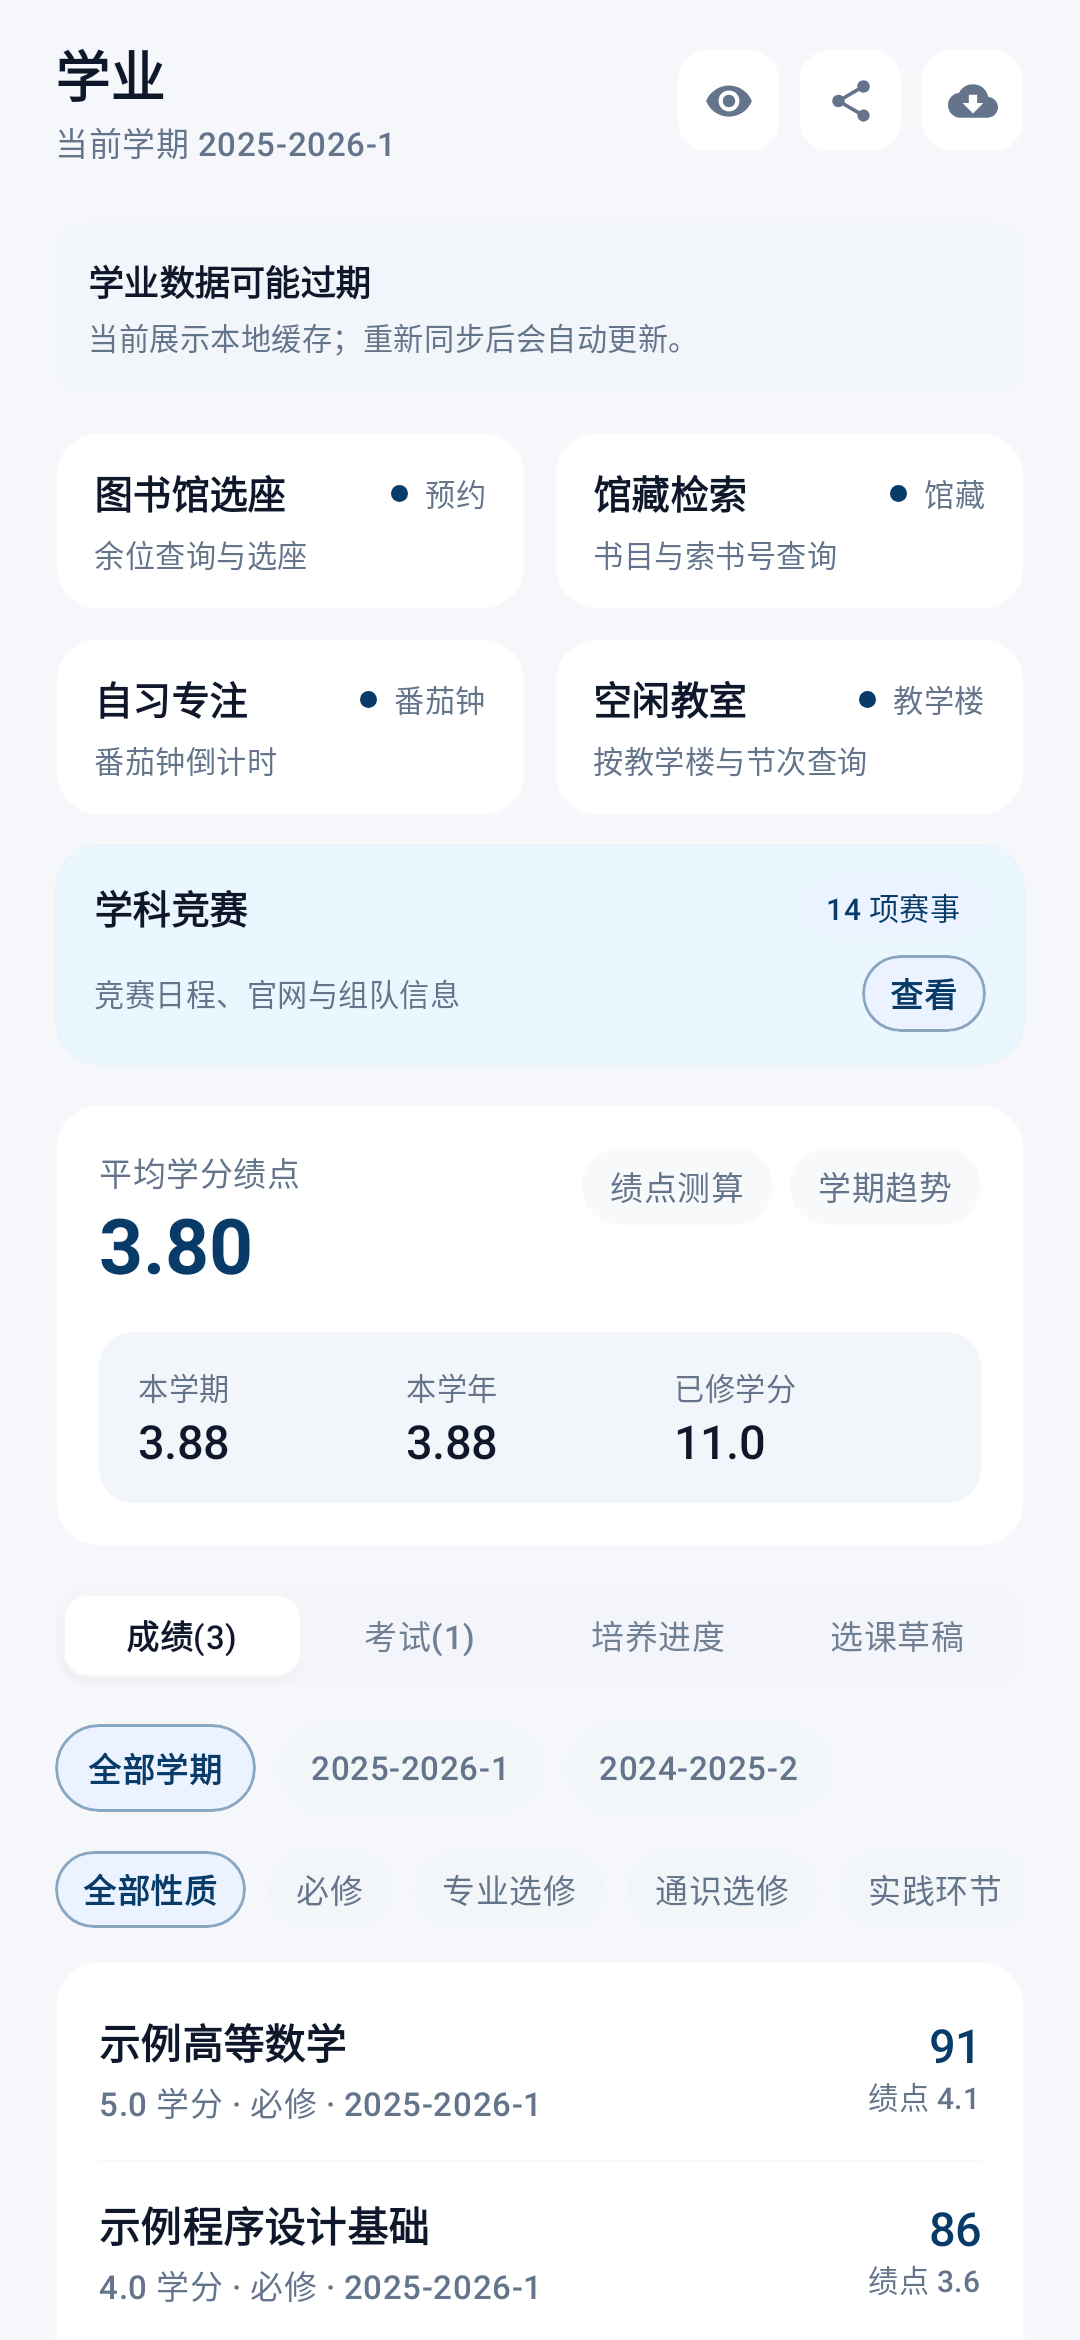 学业
当前学期 2025-2026-1
学业数据可能过期
当前展示本地缓存；重新同步后会自动更新。
图书馆选座
预约
余位查询与选座
馆藏检索
馆藏
书目与索书号查询
自习专注
番茄钟
番茄钟倒计时
空闲教室
教学楼
按教学楼与节次查询
学科竞赛
14 项赛事
竞赛日程、官网与组队信息
查看
平均学分绩点
3.80
绩点测算
学期趋势
本学期
3.88
本学年
3.88
已修学分
11.0
成绩(3)
考试(1)
培养进度
选课草稿
全部学期
2025-2026-1
2024-2025-2
全部性质
必修
专业选修
通识选修
实践环节
示例高等数学
91
5.0 学分 · 必修 · 2025-2026-1
绩点 4.1
示例程序设计基础
86
4.0 学分 · 必修 · 2025-2026-1
绩点 3.6